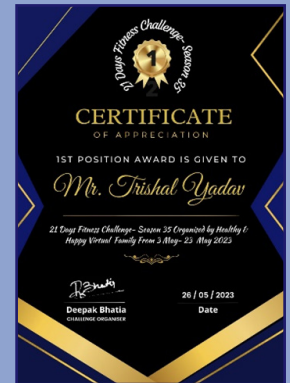 21 Days Fitness Challenge- Season 35
1
2
CERTIFICATE
OF APPRECIATION
1ST POSITION AWARD IS GIVEN TO
Mr. Trishal Yadav
21 Days Fitness Challenge- Season 35 Organized by Healthy &
Happy Virtual Family From 3 May- 23 May 2023
Deepak Bhatia
CHALLENGE ORGANISER
26 / 05 / 2023
Date